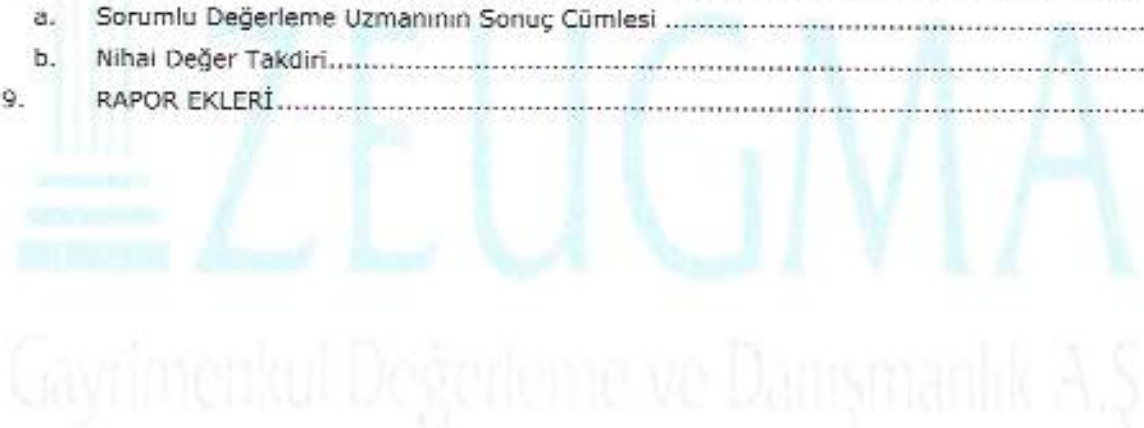 a. Sorumlu Değerleme Uzmanının Sonuç Cümlesi ......................................................
b. Nihai Değer Takdiri......................................................................................................
9. RAPOR EKLERİ............................................................................................................
ZEUGMA
Gayrimenkul Değerleme ve Danışmanlık A.Ş